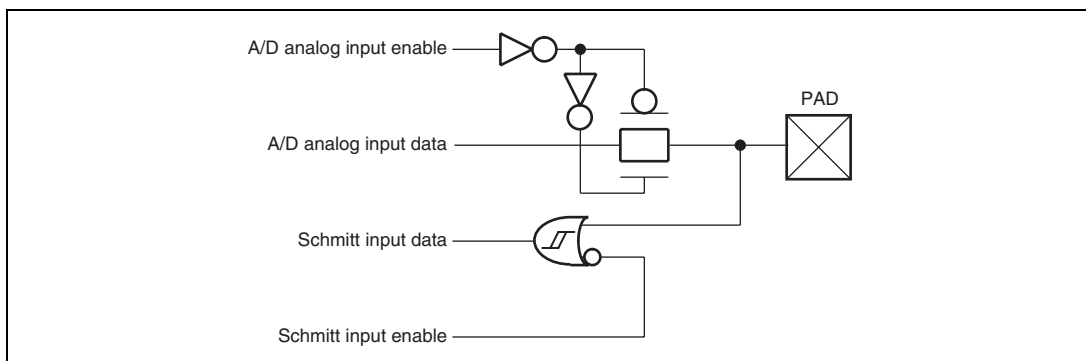 A/D analog input enable
PAD
A/D analog input data
Schmitt input data
Schmitt input enable